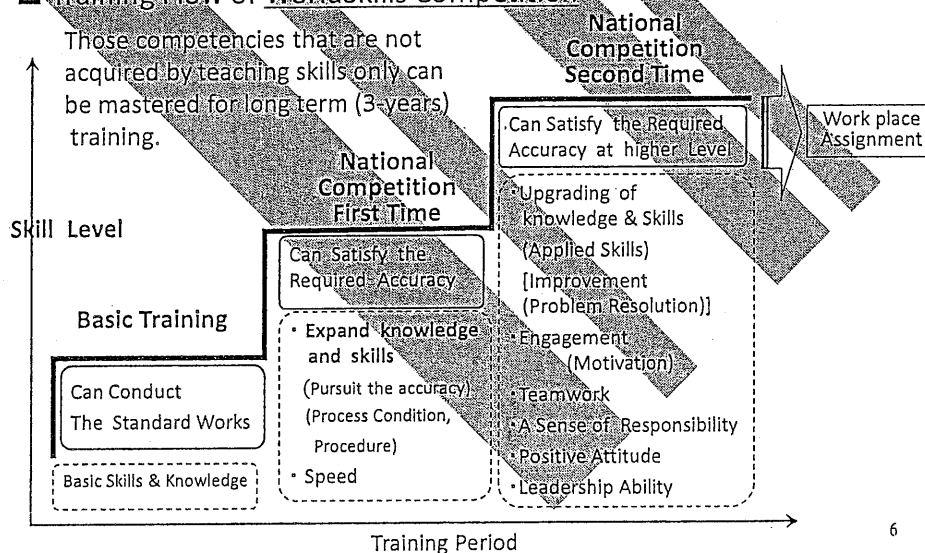 Training Flow of WorldSkills Competition
Those competencies that are not
acquired by teaching skills only can
be mastered for long term (3-years)
training.
National
Competition
Second Time
Can Satisfy the Required
Accuracy at higher Level
Work place
Assignment
National
Competition
First Time
Skill Level
Can Satisfy the
Required Accuracy
・Upgrading of
knowledge & Skills
(Applied Skills)
[Improvement
(Problem Resolution)]
・Engagement
(Motivation)
・Teamwork
・A Sense of Responsibility
・Positive Attitude
・Leadership Ability
Basic Training
・Expand knowledge
and skills
(Pursuit the accuracy)
(Process Condition,
Procedure)
・Speed
Can Conduct
The Standard Works
Basic Skills & Knowledge
Training Period
6